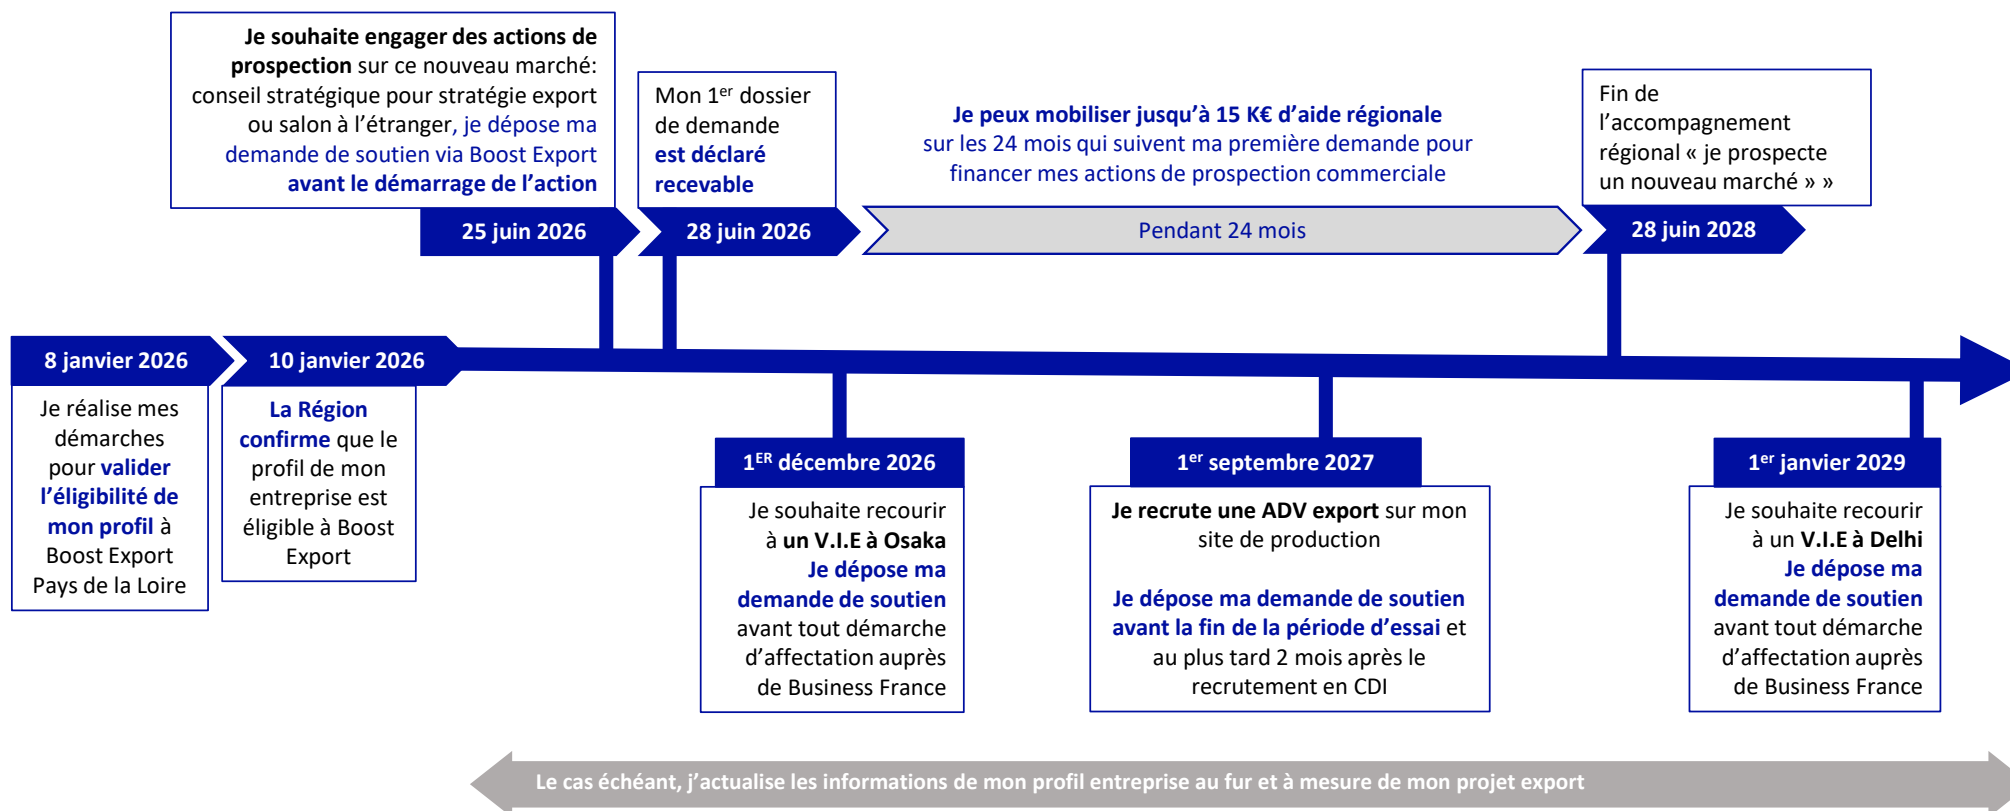 Je souhaite engager des actions de
prospection sur ce nouveau marché:
conseil stratégique pour stratégie export
ou salon à l’étranger, je dépose ma
demande de soutien via Boost Export
avant le démarrage de l’action
25 juin 2026
Mon 1er dossier
de demande
est déclaré
recevable
28 juin 2026
Je peux mobiliser jusqu’à 15 K€ d’aide régionale
sur les 24 mois qui suivent ma première demande pour
financer mes actions de prospection commerciale
Pendant 24 mois
Fin de
l’accompagnement
régional « je prospecte
un nouveau marché » »
28 juin 2028
8 janvier 2026
Je réalise mes
démarches
pour valider
l’éligibilité de
mon profil à
Boost Export
Pays de la Loire
10 janvier 2026
La Région
confirme que le
profil de mon
entreprise est
éligible à Boost
Export
1ER décembre 2026
Je souhaite recourir
à un V.I.E à Osaka
Je dépose ma
demande de soutien
avant tout démarche
d’affectation auprès
de Business France
1er septembre 2027
Je recrute une ADV export sur mon
site de production
Je dépose ma demande de soutien
avant la fin de la période d’essai et
au plus tard 2 mois après le
recrutement en CDI
1er janvier 2029
Je souhaite recourir
à un V.I.E à Delhi
Je dépose ma
demande de soutien
avant tout démarche
d’affectation auprès
de Business France
Le cas échéant, j’actualise les informations de mon profil entreprise au fur et à mesure de mon projet export